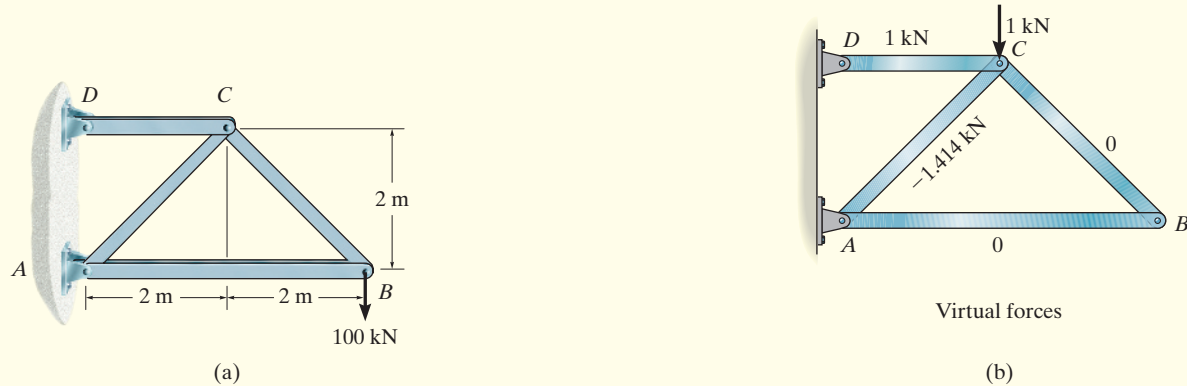 D
C
2 m
A
2 m
2 m
B
100 kN
(a)
1 kN
D
1 kN
C
−1.414 kN
0
A
0
B
Virtual forces
(b)